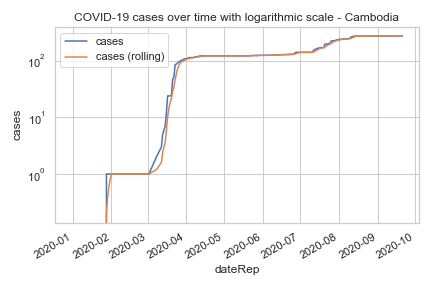 COVID-19 cases over time with logarithmic scale - Cambodia
cases
cases (rolling)
10²
10¹
10⁰
cases
2020-01
2020-02
2020-03
2020-04
2020-05
2020-06
2020-07
2020-08
2020-09
2020-10
dateRep